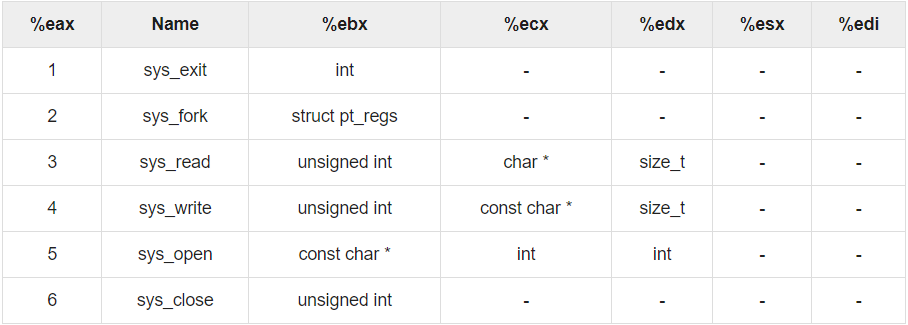 %eax Name %ebx %ecx %edx %esx %edi
1 sys_exit int - - - -
2 sys_fork struct pt_regs - - - -
3 sys_read unsigned int char * size_t - -
4 sys_write unsigned int const char * size_t - -
5 sys_open const char * int int - -
6 sys_close unsigned int - - - -